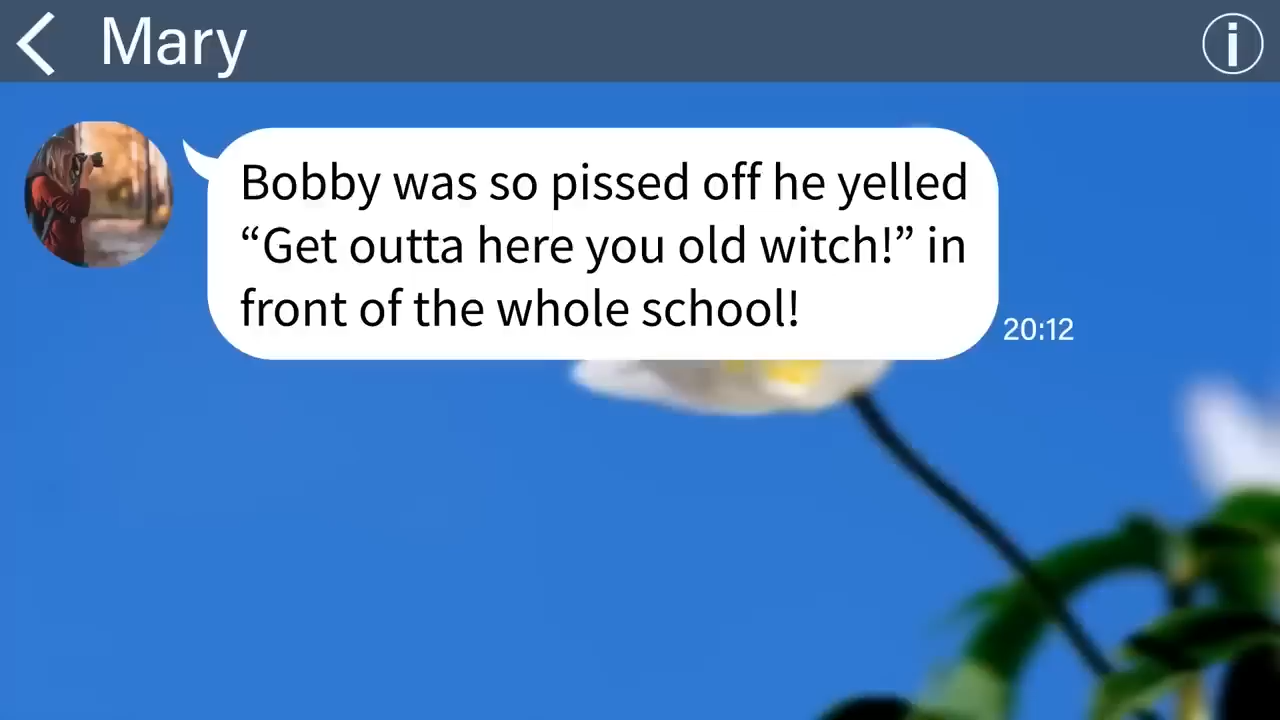 Mary
i
Bobby was so pissed off he yelled
“Get outta here you old witch!” in
front of the whole school!
20:12